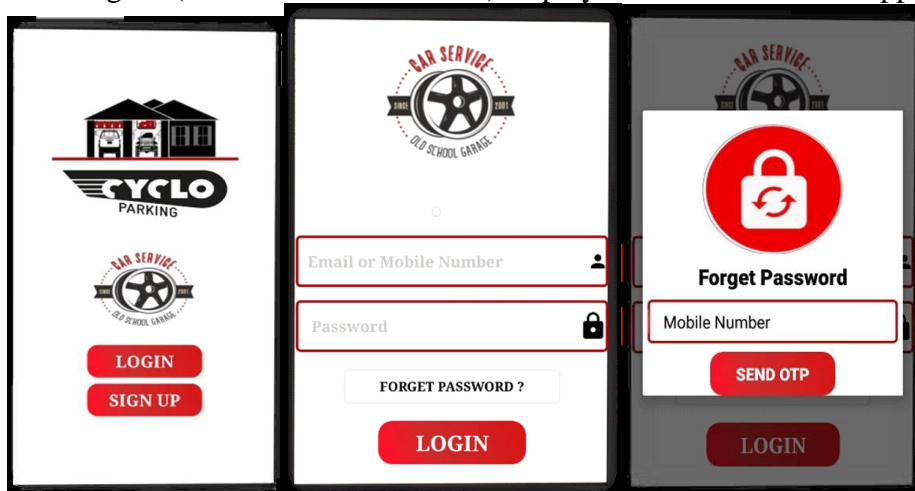 CYCLO
PARKING
CAR SERVICE
SINCE 2001
OLD SCHOOL GARAGE
LOGIN
SIGN UP
CAR SERVICE
SINCE 2001
OLD SCHOOL GARAGE
Email or Mobile Number
Password
FORGET PASSWORD ?
LOGIN
CAR SERVICE
Forget Password
Mobile Number
SEND OTP
LOGIN